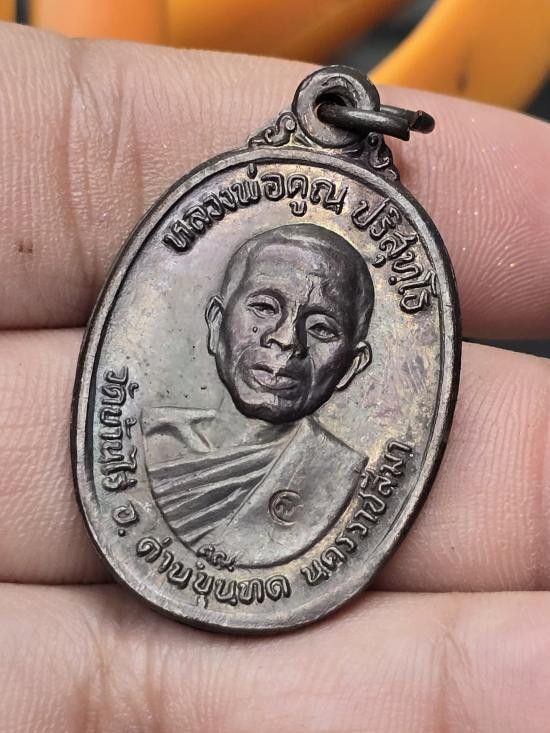 หลวงพ่อคูณ ปริสุทฺโธ
คูณ
วัดบ้านไร่ อ. ด่านขุนทด นครราชสีมา